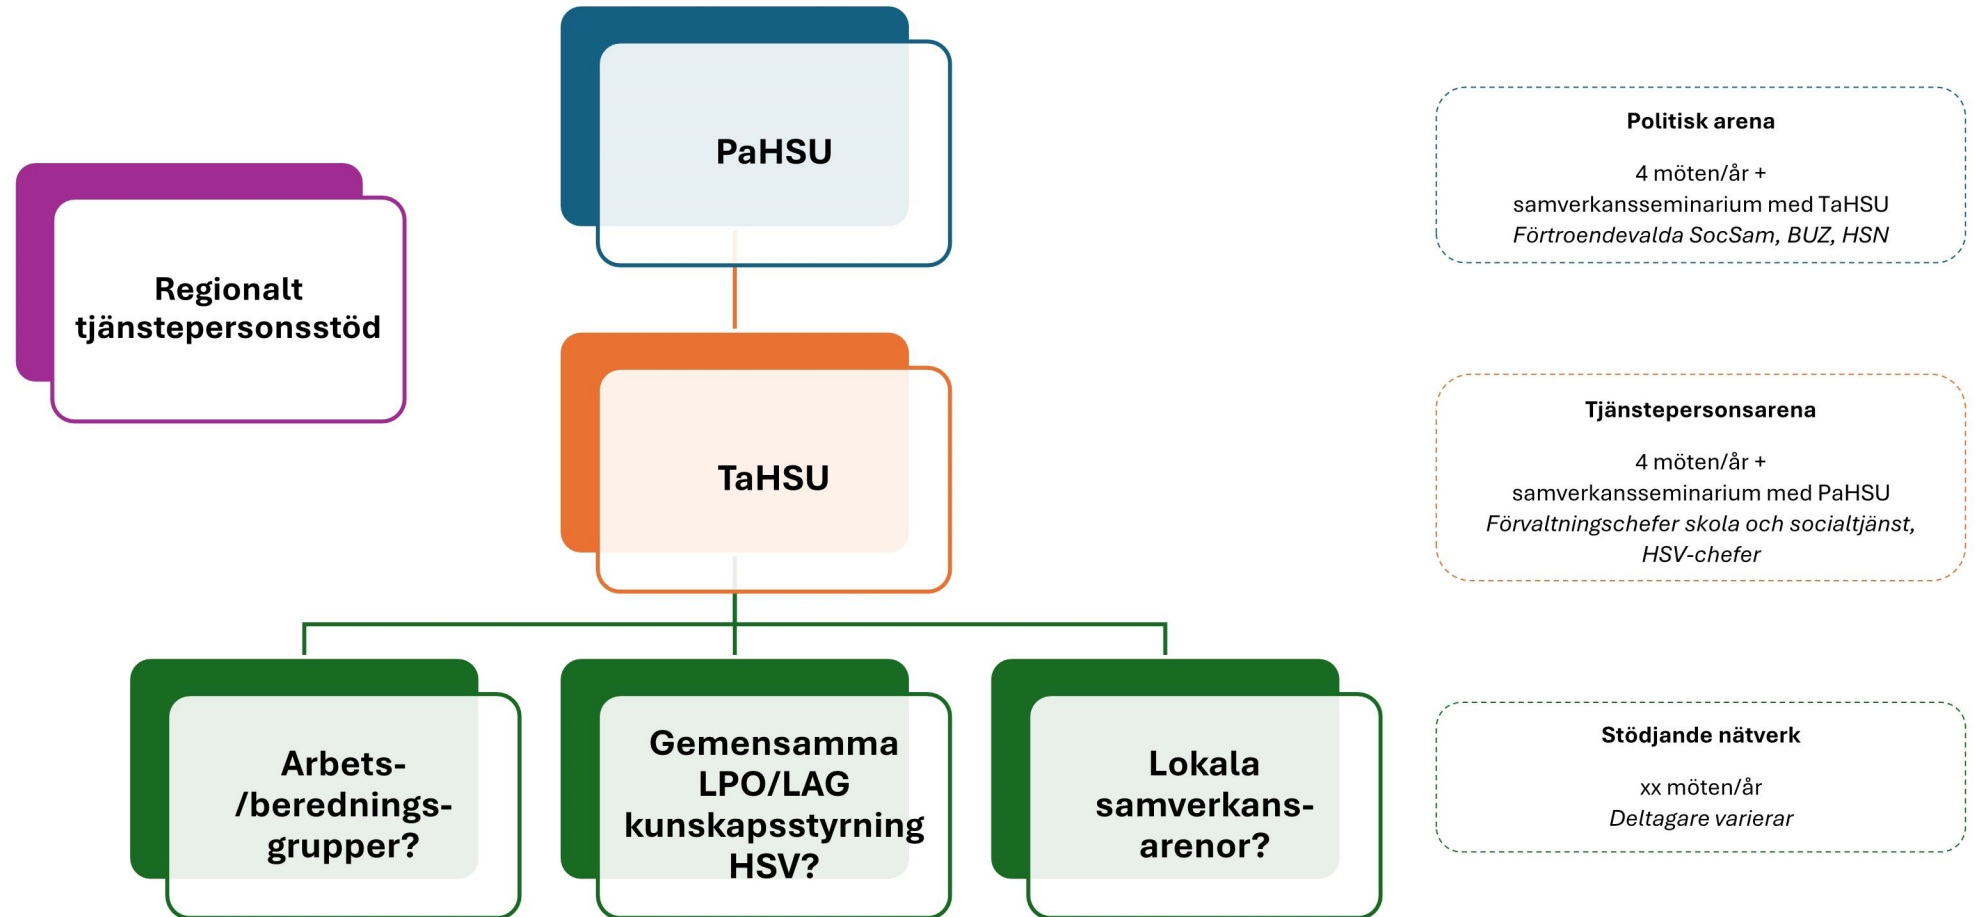 PaHSU
Politisk arena
4 möten/år +
samverkansseminarium med TaHSU
Förtroendevalda SocSam, BUZ, HSN
Regionalt
tjänstepersonsstöd
TaHSU
Tjänstepersonsarena
4 möten/år +
samverkansseminarium med PaHSU
Förvaltningschefer skola och socialtjänst,
HSV-chefer
Arbets-
/berednings-
grupper?
Gemensamma
LPO/LAG
kunskapsstyrning
HSV?
Lokala
samverkans-
arenor?
Stödjande nätverk
xx möten/år
Deltagare varierar